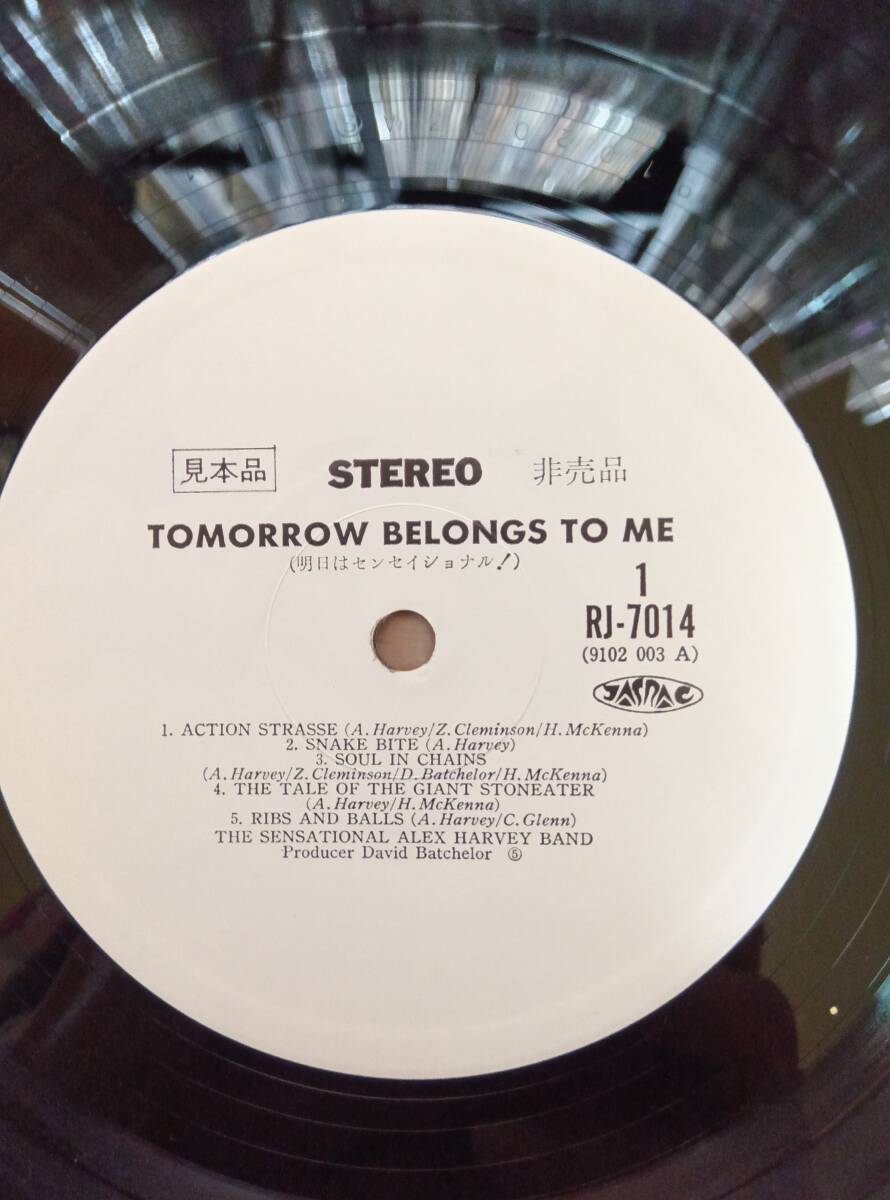 見本品 STEREO 非売品
TOMORROW BELONGS TO ME
(明日はセンセイショナル!)
1
RJ-7014
(9102 003 A)
JASRAC
1. ACTION STRASSE (A. Harvey/Z. Cleminson/H. McKenna)
2. SNAKE BITE (A. Harvey)
3. SOUL IN CHAINS
(A. Harvey/Z. Cleminson/D. Batchelor/H. McKenna)
4. THE TALE OF THE GIANT STONEATER
(A. Harvey/H. McKenna)
5. RIBS AND BALLS (A. Harvey/C. Glenn)
THE SENSATIONAL ALEX HARVEY BAND
Producer David Batchelor ⑤